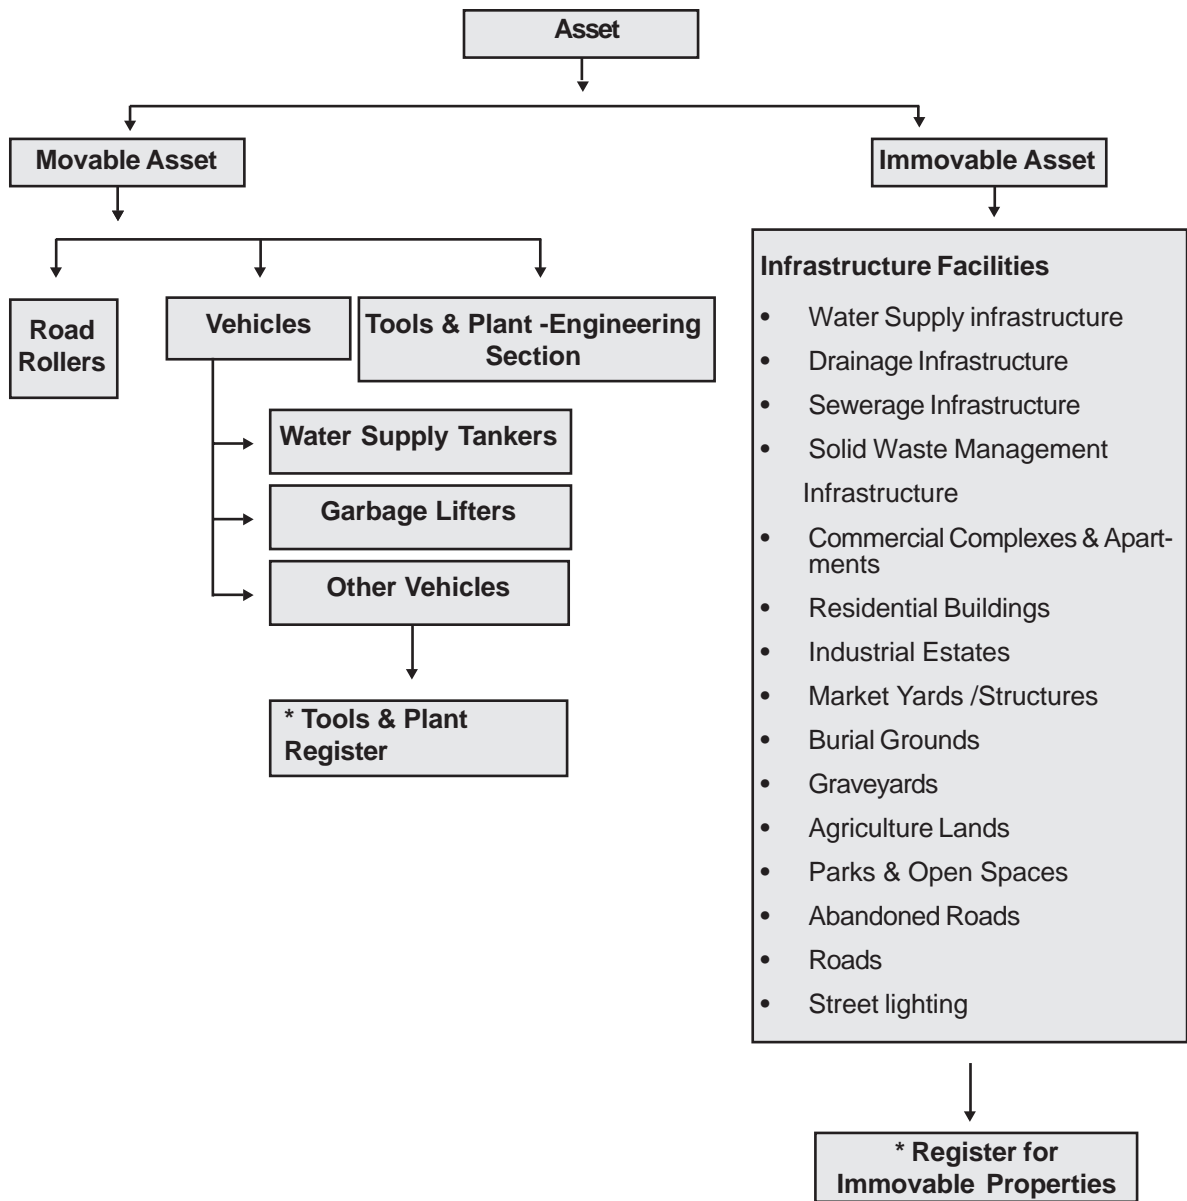 Asset
Movable Asset
Immovable Asset
Road
Rollers
Vehicles
Tools & Plant -Engineering
Section
Water Supply Tankers
Garbage Lifters
Other Vehicles
* Tools & Plant
Register
Infrastructure Facilities
• Water Supply infrastructure
• Drainage Infrastructure
• Sewerage Infrastructure
• Solid Waste Management
Infrastructure
• Commercial Complexes & Apart-
ments
• Residential Buildings
• Industrial Estates
• Market Yards /Structures
• Burial Grounds
• Graveyards
• Agriculture Lands
• Parks & Open Spaces
• Abandoned Roads
• Roads
• Street lighting
* Register for
Immovable Properties